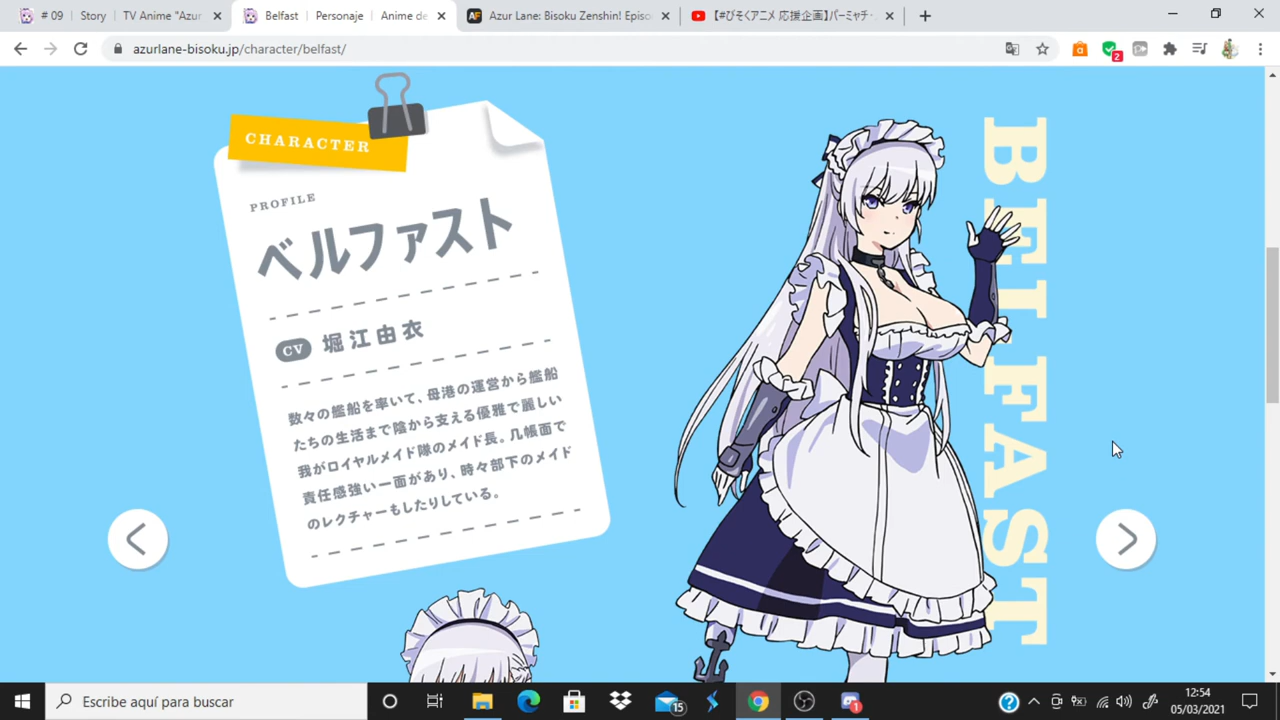 # 09 Story TV Anime "Azur
Belfast Personaje Anime de
Azur Lane: Bisoku Zenshin! Episo
【#びそくアニメ 応援企画】バーミヤチ・
azurlane-bisoku.jp/character/belfast/
2
CHARACTER
PROFILE
ベルファスト
CV 堀江由衣
数々の艦船を率いて、母港の運営から艦船
たちの生活まで陰から支える優雅で麗しい
我がロイヤルメイド隊のメイド長。几帳面で
責任感強い一面があり、時々部下のメイド
のレクチャーもしたりしている。
BELFAST
Escribe aquí para buscar
15
1
12:54
05/03/2021